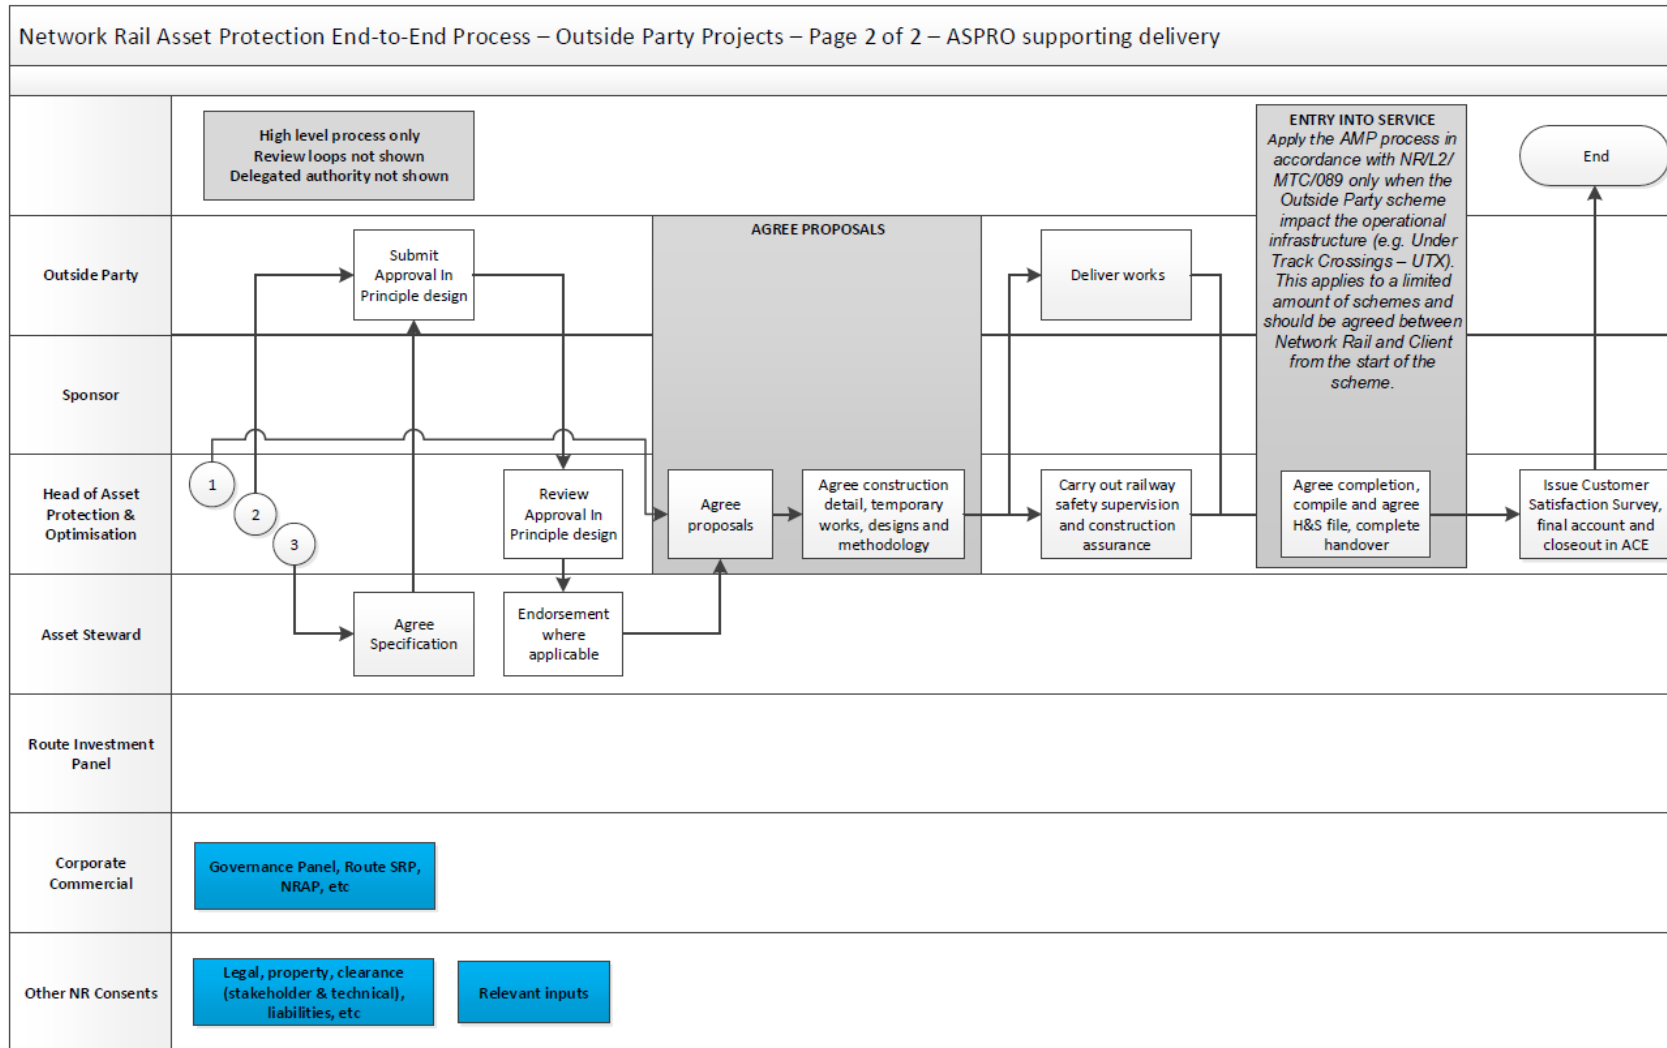 Network Rail Asset Protection End-to-End Process – Outside Party Projects – Page 2 of 2 – ASPRO supporting delivery
High level process only
Review loops not shown
Delegated authority not shown
ENTRY INTO SERVICE
Apply the AMP process in
accordance with NR/L2/
MTC/089 only when the
Outside Party scheme
impact the operational
infrastructure (e.g. Under
Track Crossings – UTX).
This applies to a limited
amount of schemes and
should be agreed between
Network Rail and Client
from the start of the
scheme.
End
Outside Party
Submit
Approval In
Principle design
AGREE PROPOSALS
Deliver works
Sponsor
Head of Asset
Protection &
Optimisation
1
2
3
Review
Approval In
Principle design
Agree
proposals
Agree construction
detail, temporary
works, designs and
methodology
Carry out railway
safety supervision
and construction
assurance
Agree completion,
compile and agree
H&S file, complete
handover
Issue Customer
Satisfaction Survey,
final account and
closeout in ACE
Asset Steward
Agree
Specification
Endorsement
where
applicable
Route Investment
Panel
Corporate
Commercial
Governance Panel, Route SRP,
NRAP, etc
Other NR Consents
Legal, property, clearance
(stakeholder & technical),
liabilities, etc
Relevant inputs